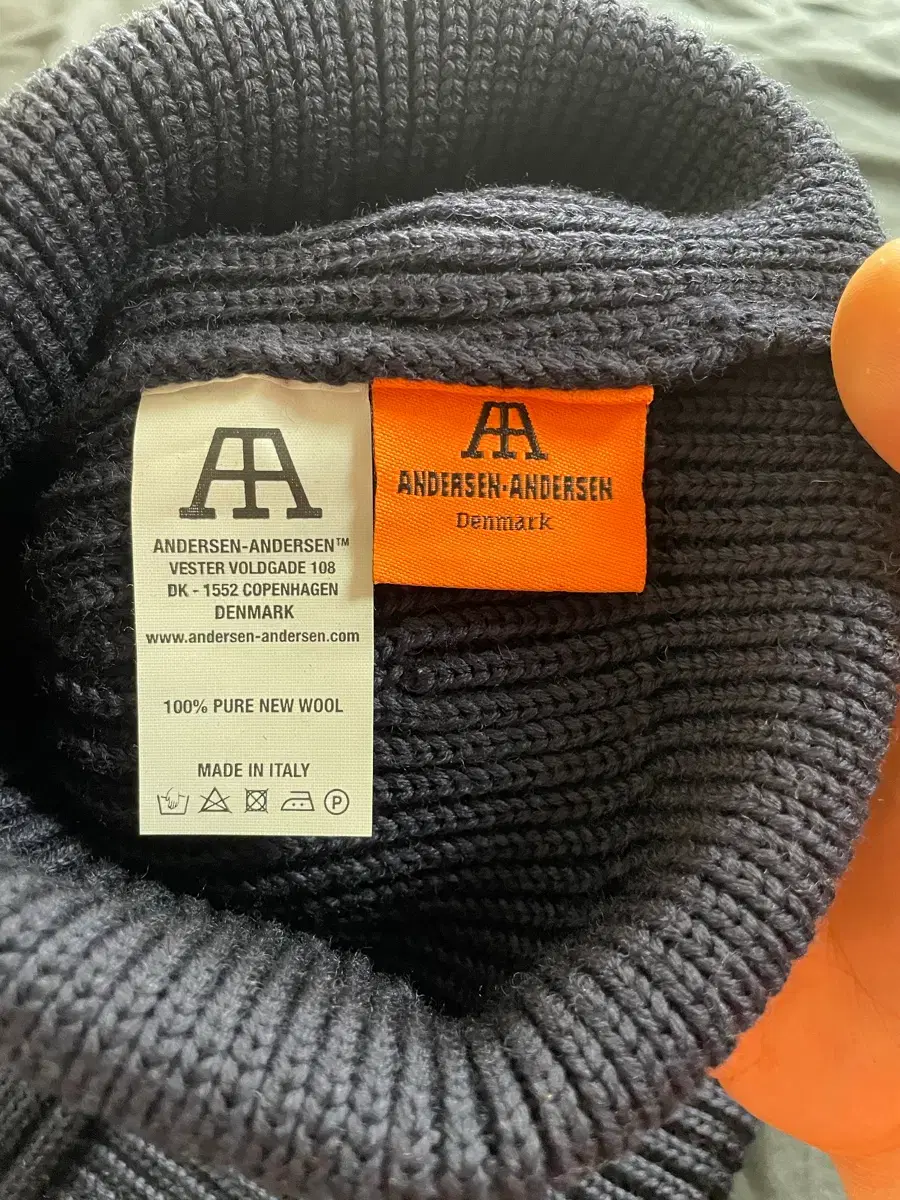 ANDERSEN-ANDERSEN™
VESTER VOLDGADE 108
DK - 1552 COPENHAGEN
DENMARK
www.andersen-andersen.com
100% PURE NEW WOOL
MADE IN ITALY
P
ANDERSEN-ANDERSEN
Denmark